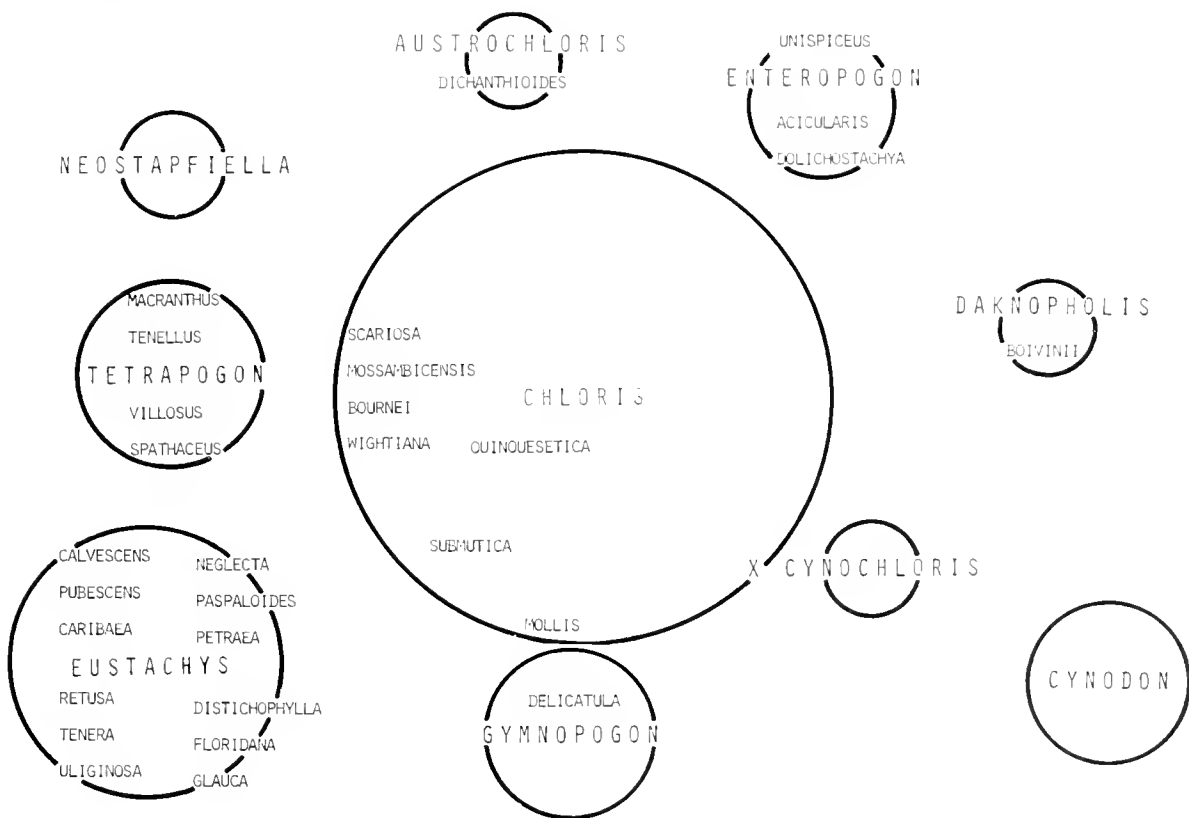 AUSTROCHLORIS
DICHANTHIOIDES
UNISPICEUS
ENTEROPOGON
ACICULARIS
DOLICHOSTACHYA
NEOSTAPFIELLA
MACRANTHUS
TENELLUS
TETRAPOGON
VILLOSUS
SPATHACEUS
SCARIOSA
MOSSAMBICENSIS
CHLORIS
BOURNEI
WIGHTIANA
QUINQUESETICA
SUBMUTICA
MOLLIS
DAKNOPHOLIS
BOIVINII
X CYNOCHLORIS
CALVESCENS
NEGLECTA
PUBESCENS
PASPALOIDES
CARIBAEA
PETRAEA
EUSTACHYS
RETUSA
DISTICHOPHYLLA
TENERA
FLORIDANA
ULIGINOSA
GLAUCA
DELICATULA
GYMNOPOGON
CYNODON